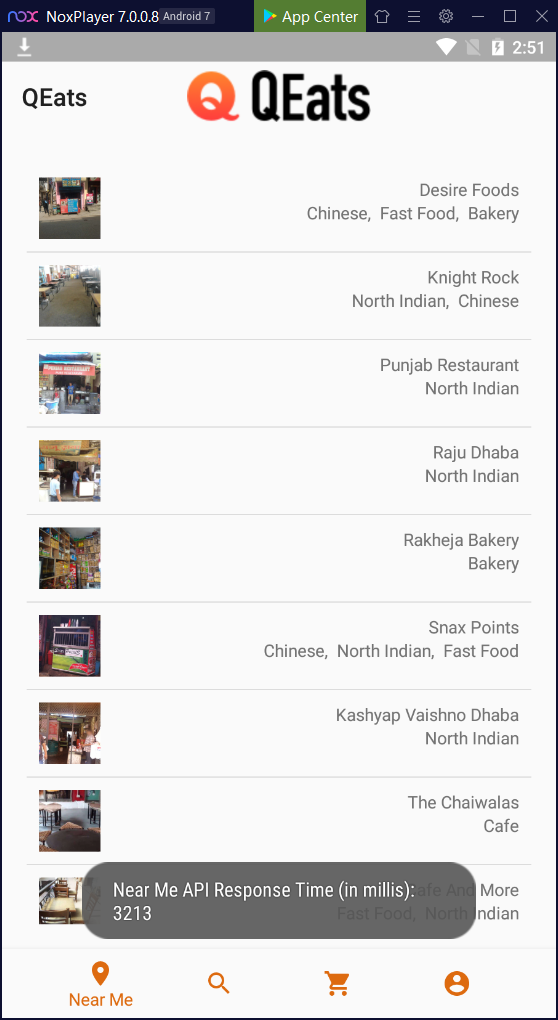 nox NoxPlayer 7.0.0.8 Android 7 App Center
2:51
QEats QEats
Desire Foods
Chinese, Fast Food, Bakery
Knight Rock
North Indian, Chinese
Punjab Restaurant
North Indian
Raju Dhaba
North Indian
Rakheja Bakery
Bakery
Snax Points
Chinese, North Indian, Fast Food
Kashyap Vaishno Dhaba
North Indian
The Chaiwalas
Cafe
Near Me API Response Time (in millis):
3213
Cafe And More
Fast Food, North Indian
Near Me